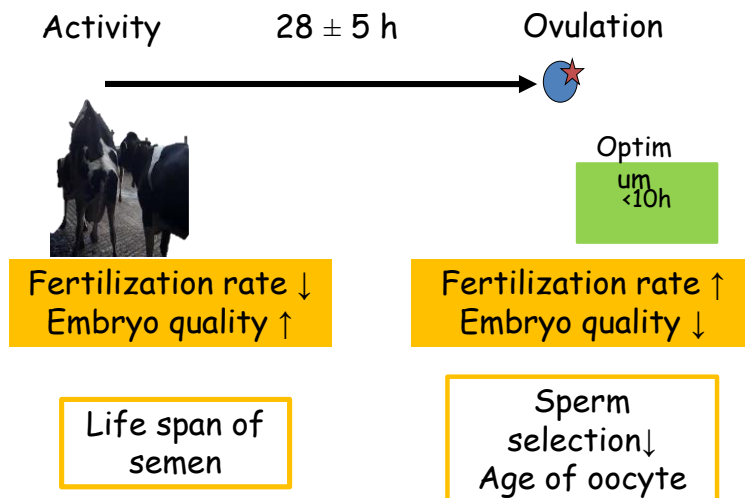 Activity 28 ± 5 h Ovulation
Optim
um
<10h
Fertilization rate ↓
Embryo quality ↑
Fertilization rate ↑
Embryo quality ↓
Life span of
semen
Sperm
selection↓
Age of oocyte